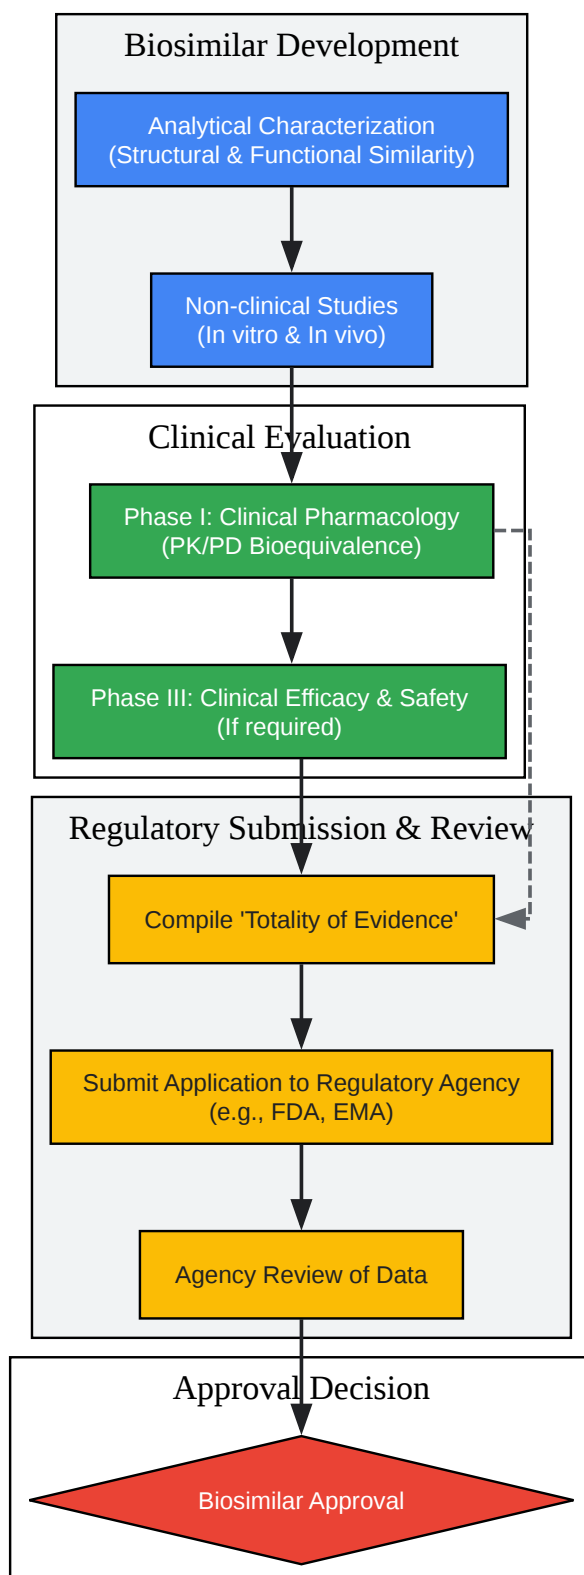 Biosimilar Development
Analytical Characterization
(Structural & Functional Similarity)
Non-clinical Studies
(In vitro & In vivo)
Clinical Evaluation
Phase I: Clinical Pharmacology
(PK/PD Bioequivalence)
Phase III: Clinical Efficacy & Safety
(If required)
Regulatory Submission & Review
Compile 'Totality of Evidence'
Submit Application to Regulatory Agency
(e.g., FDA, EMA)
Agency Review of Data
Approval Decision
Biosimilar Approval